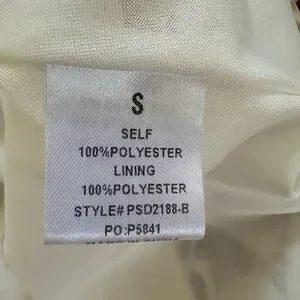 S
SELF
100%POLYESTER
LINING
100%POLYESTER
STYLE# PSD2188-B
PO:P5841